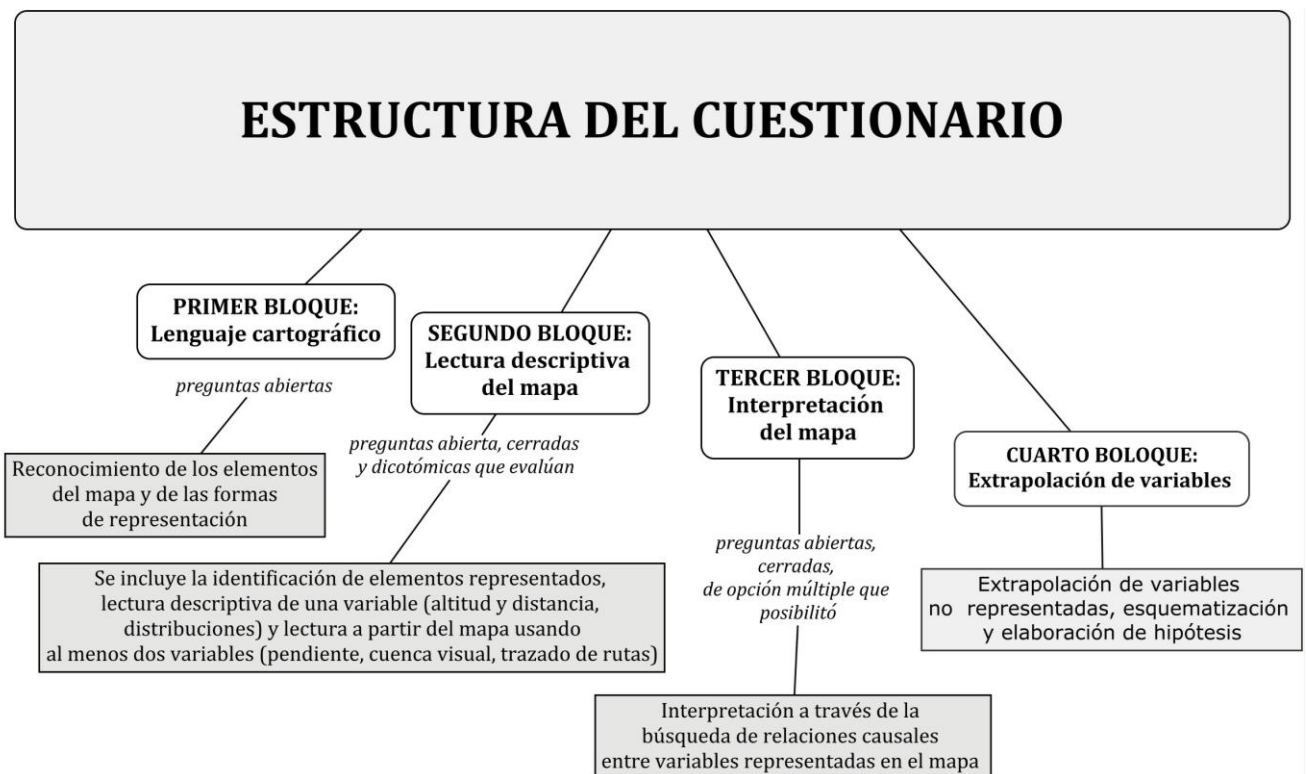 ESTRUCTURA DEL CUESTIONARIO
PRIMER BLOQUE:
Lenguaje cartográfico
preguntas abiertas
Reconocimiento de los elementos
del mapa y de las formas
de representación
SEGUNDO BLOQUE:
Lectura descriptiva
del mapa
preguntas abierta, cerradas
y dicotómicas que evalúan
Se incluye la identificación de elementos representados,
lectura descriptiva de una variable (altitud y distancia,
distribuciones) y lectura a partir del mapa usando
al menos dos variables (pendiente, cuenca visual, trazado de rutas)
TERCER BLOQUE:
Interpretación
del mapa
preguntas abiertas,
cerradas,
de opción múltiple que
posibilitó
Interpretación a través de la
búsqueda de relaciones causales
entre variables representadas en el mapa
CUARTO BOLOQUE:
Extrapolación de variables
Extrapolación de variables
no representadas, esquematización
y elaboración de hipótesis